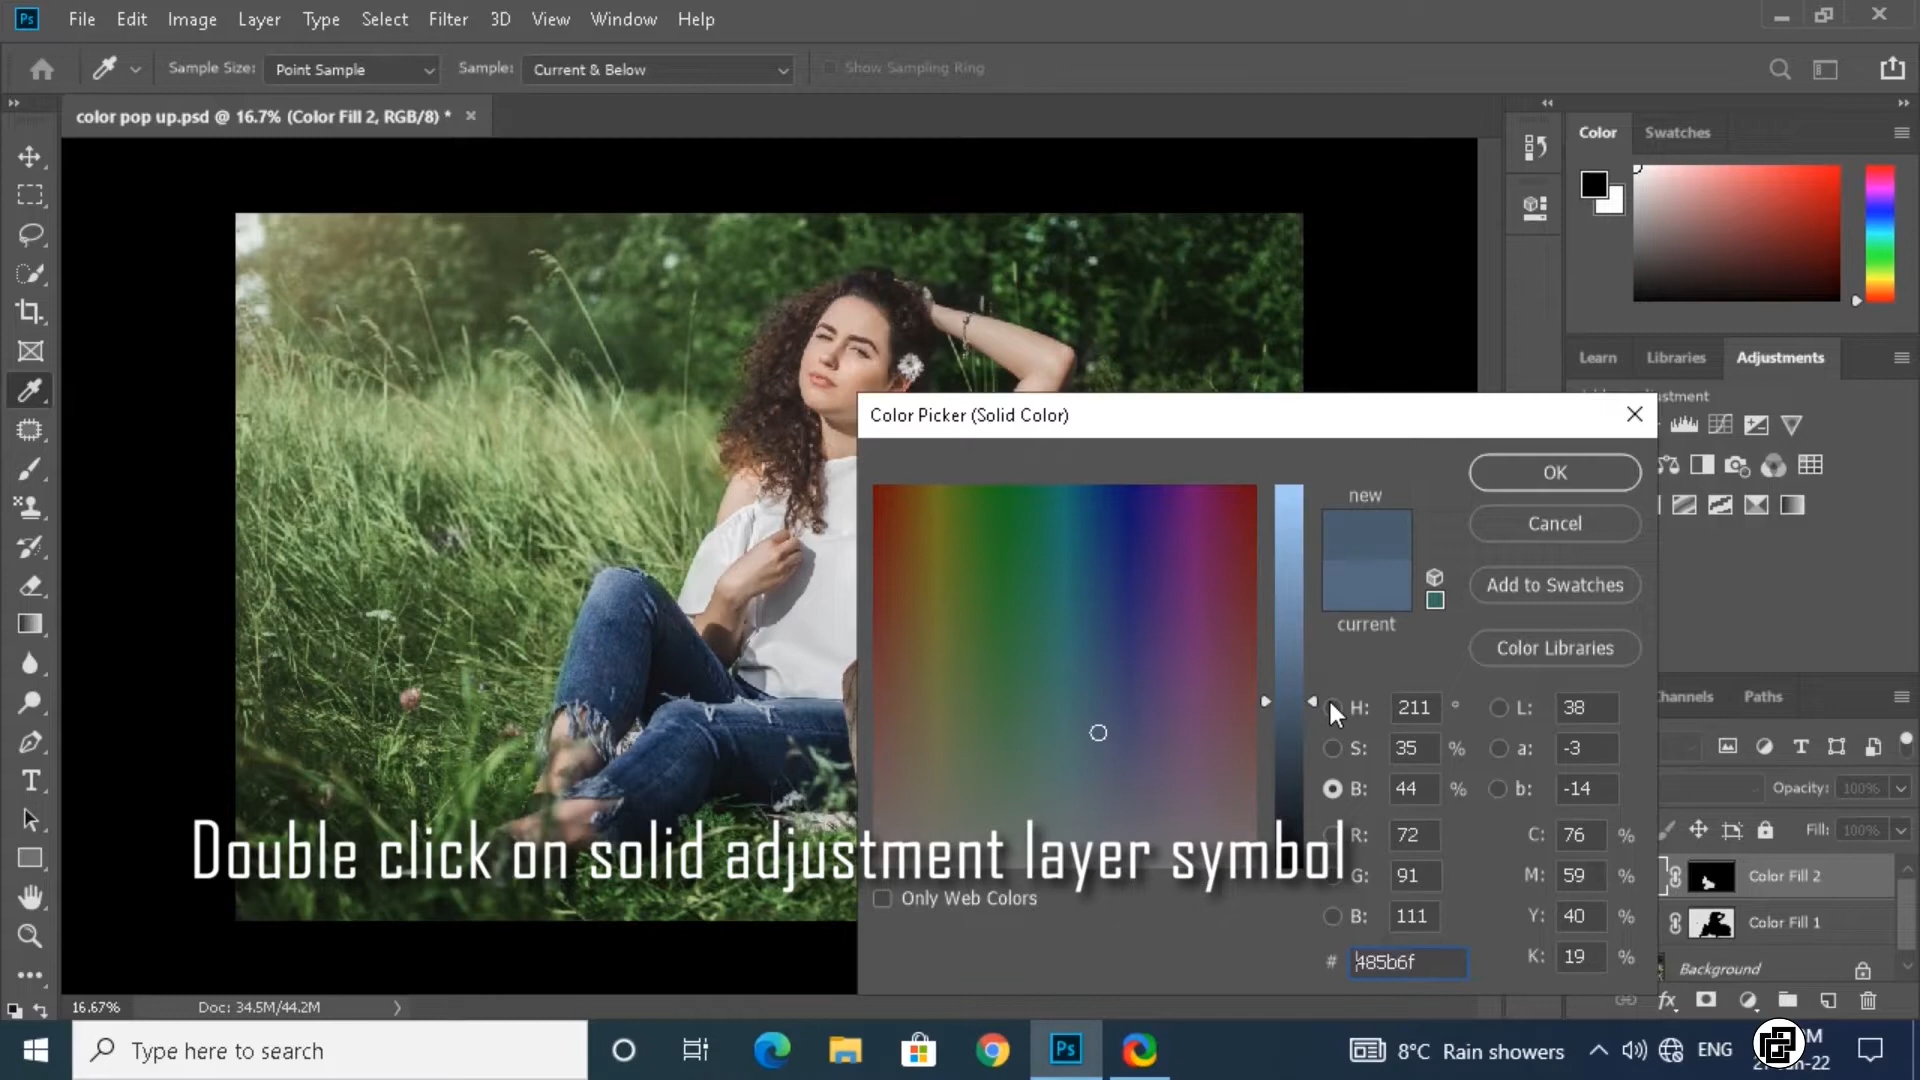 Ps File Edit Image Layer Type Select Filter 3D View Window Help
Sample Size: Point Sample Sample: Current & Below Show Sampling Ring
color pop up.psd @ 16.7% (Color Fill 2, RGB/8) *
Color Swatches
Learn Libraries Adjustments
Color Picker (Solid Color)
OK
new
Cancel
Add to Swatches
current
Color Libraries
H: 211 ° L: 38
S: 35 % a: -3
B: 44 % b: -14
R: 72 C: 76 %
G: 91 M: 59 %
B: 111 Y: 40 %
# 485b6f K: 19 %
Only Web Colors
Double click on solid adjustment layer symbol
Paths
Opacity: 100%
Fill: 100%
Color Fill 2
Color Fill 1
Background
16.67% Doc: 34.5M/44.2M
Type here to search
Ps
8°C Rain showers
ENG